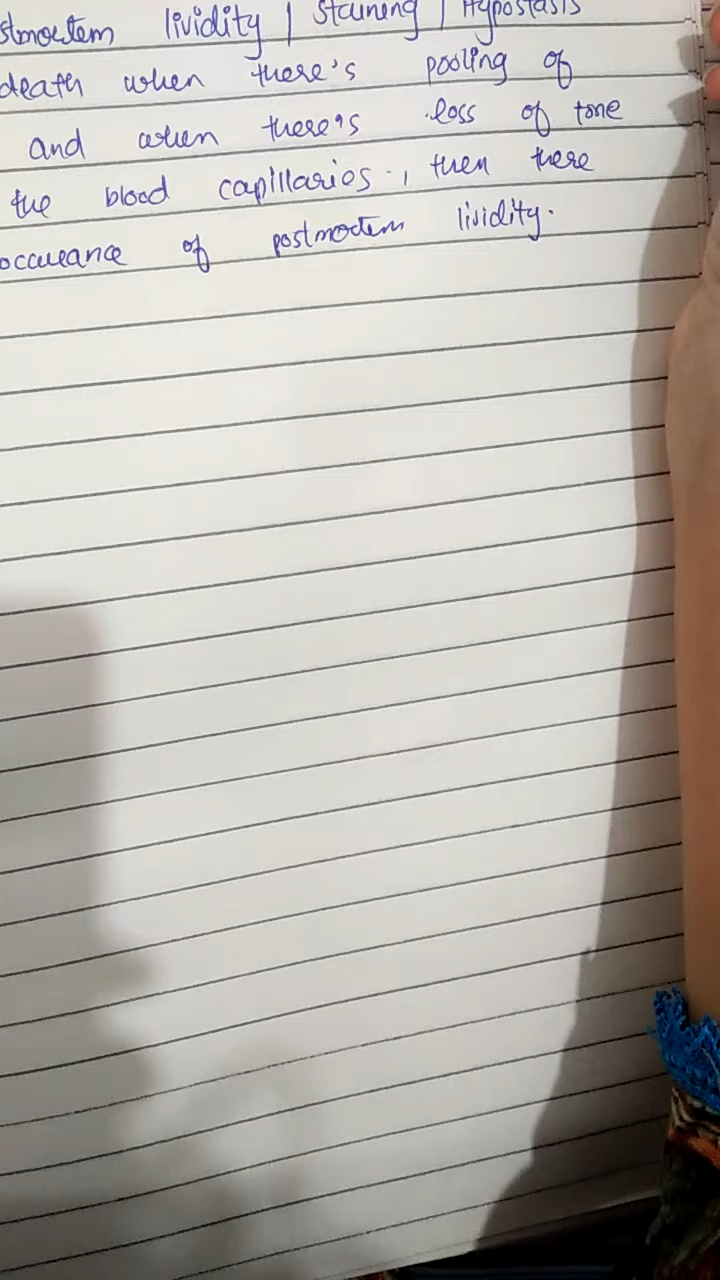 stmortem lividity | Staining | Hypostasis
death when there's pooling of
and when there's loss of tone
the blood capillaries, then there
occurance of postmortem lividity.